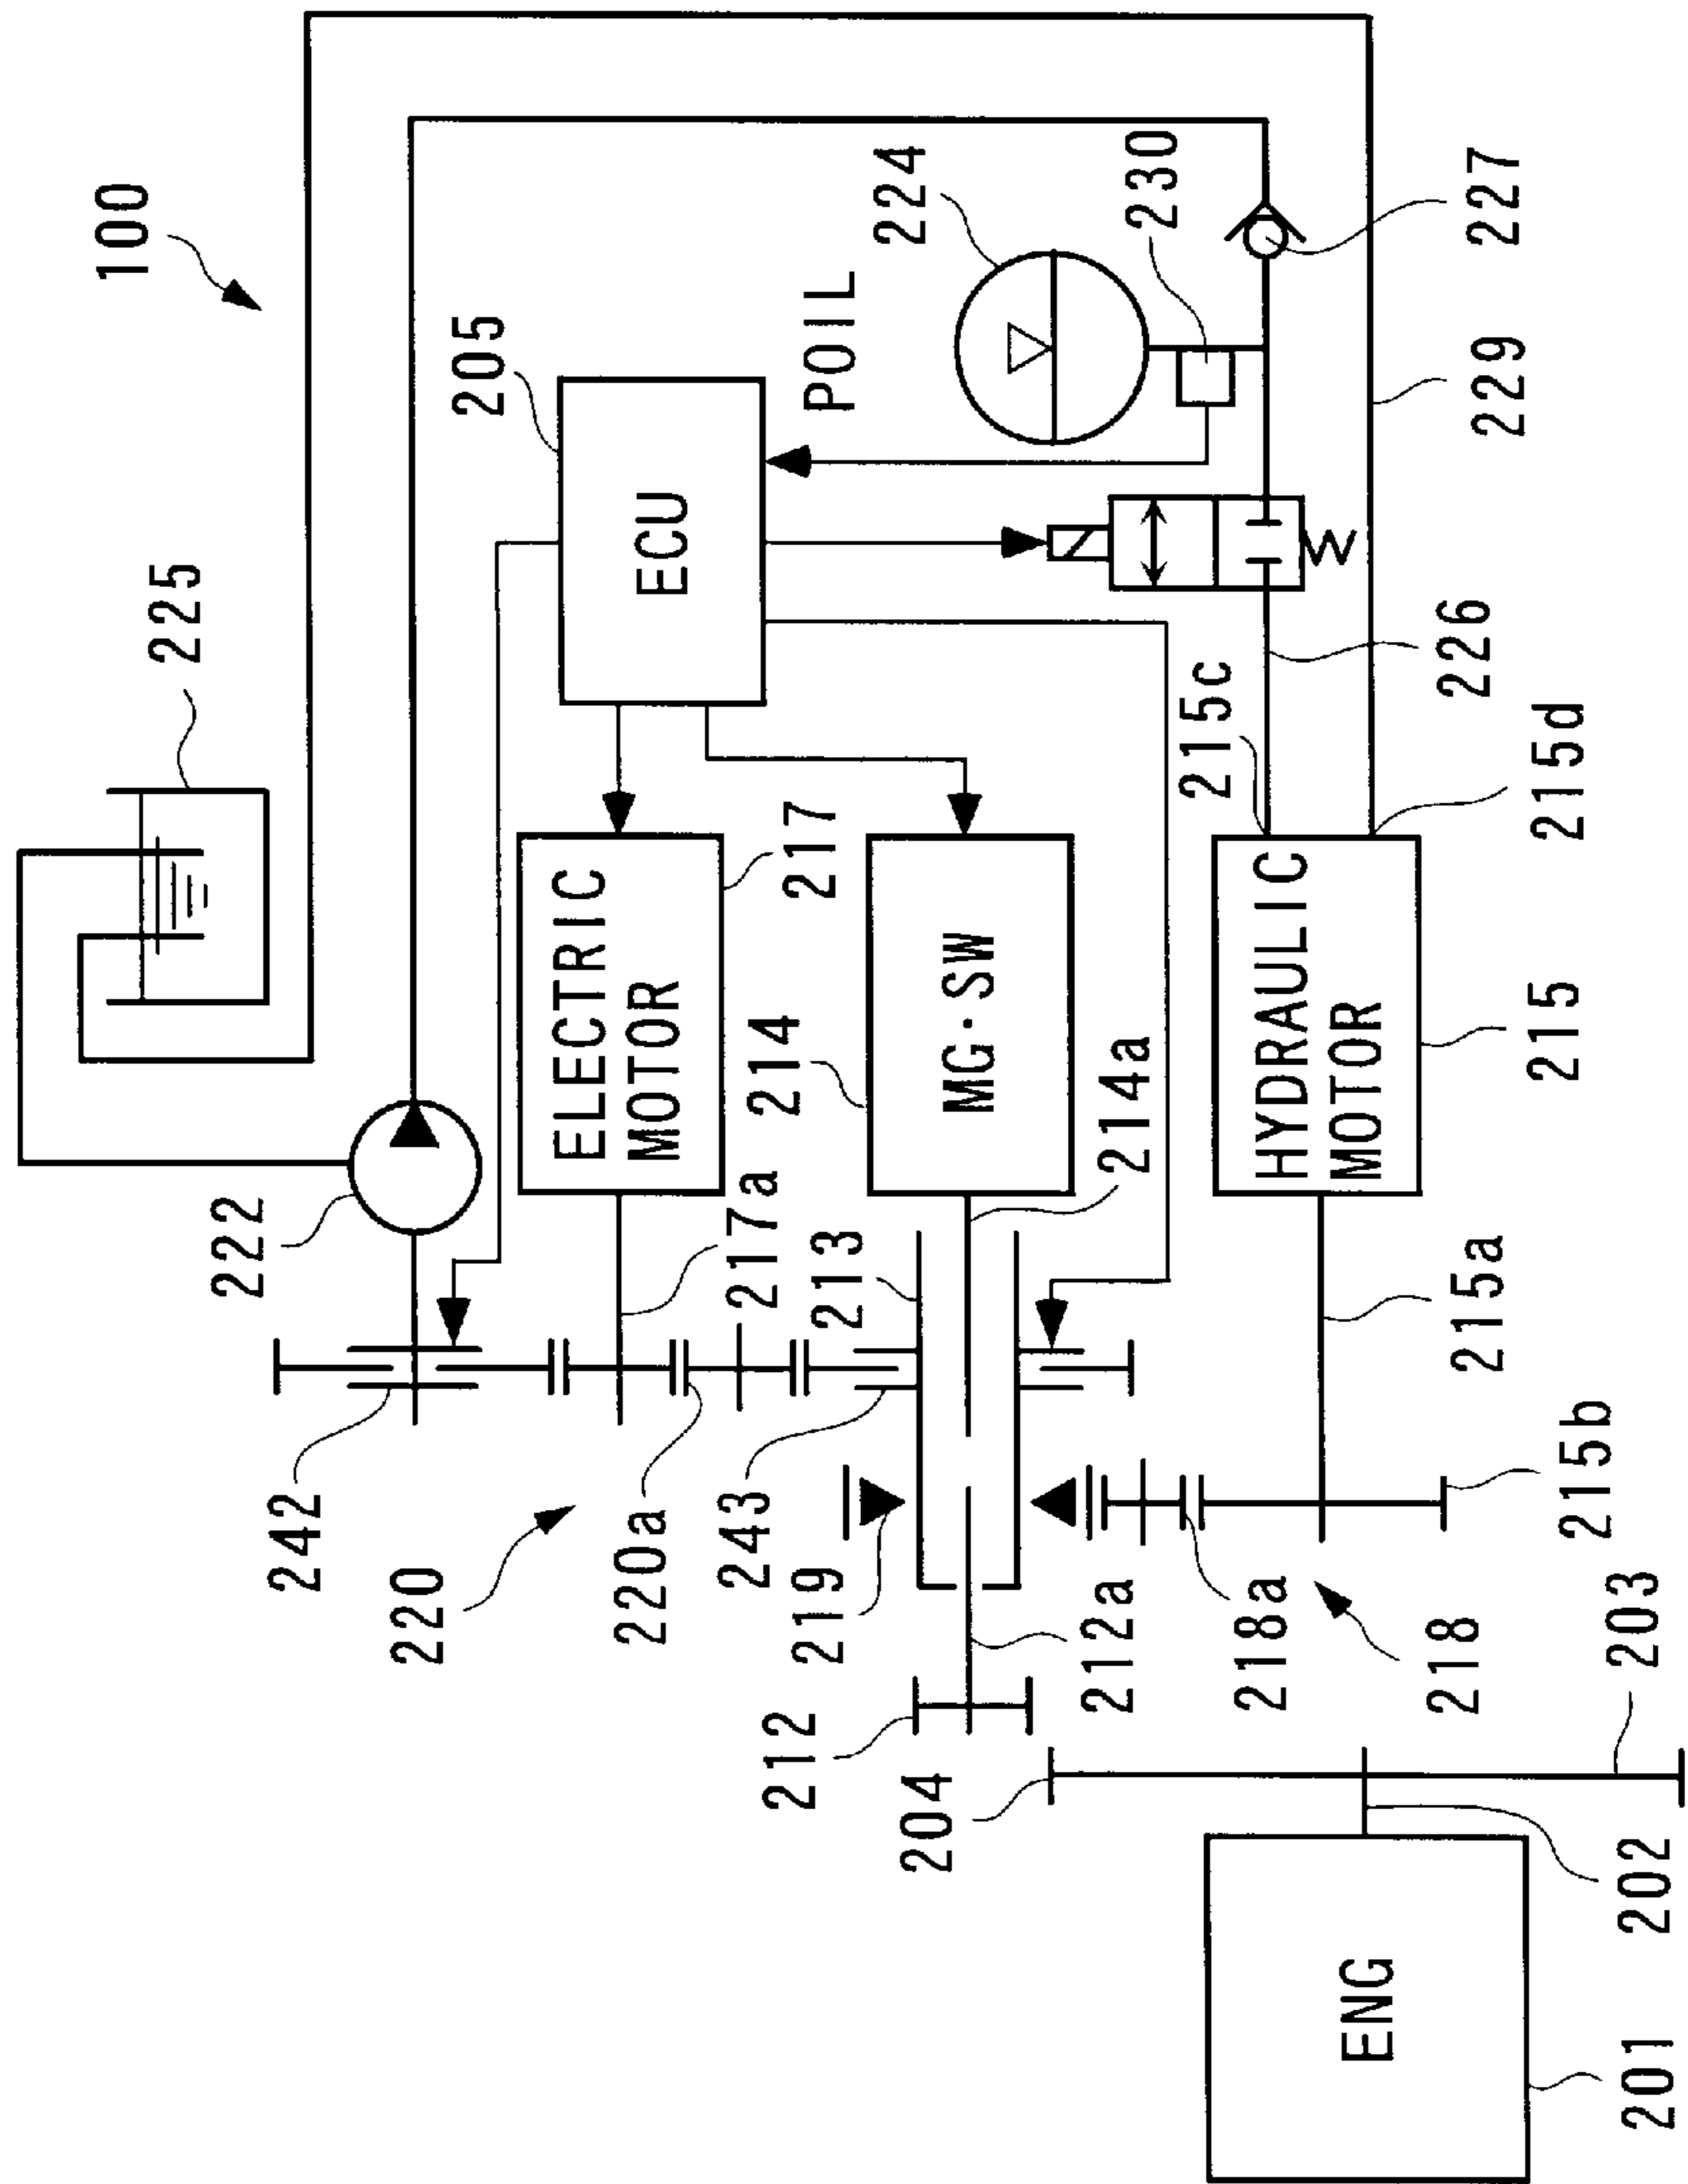 100
225
222
242
220
205
ELECTRIC
MOTOR
220a
ECU
243
217a
212
214
217
219
213
POIL
224
204
MG·SW
212a
214a
230
215c
218a
HYDRAULIC
MOTOR
ENG
218
226
215a
227
229
215
215d
215b
203
201
202